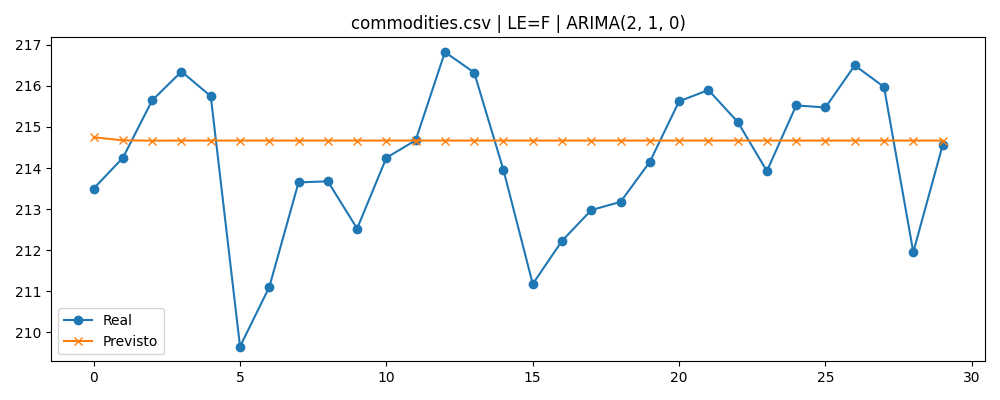 commodities.csv | LE=F | ARIMA(2, 1, 0)
217
216
215
214
213
212
211
210
Real
Previsto
0 5 10 15 20 25 30